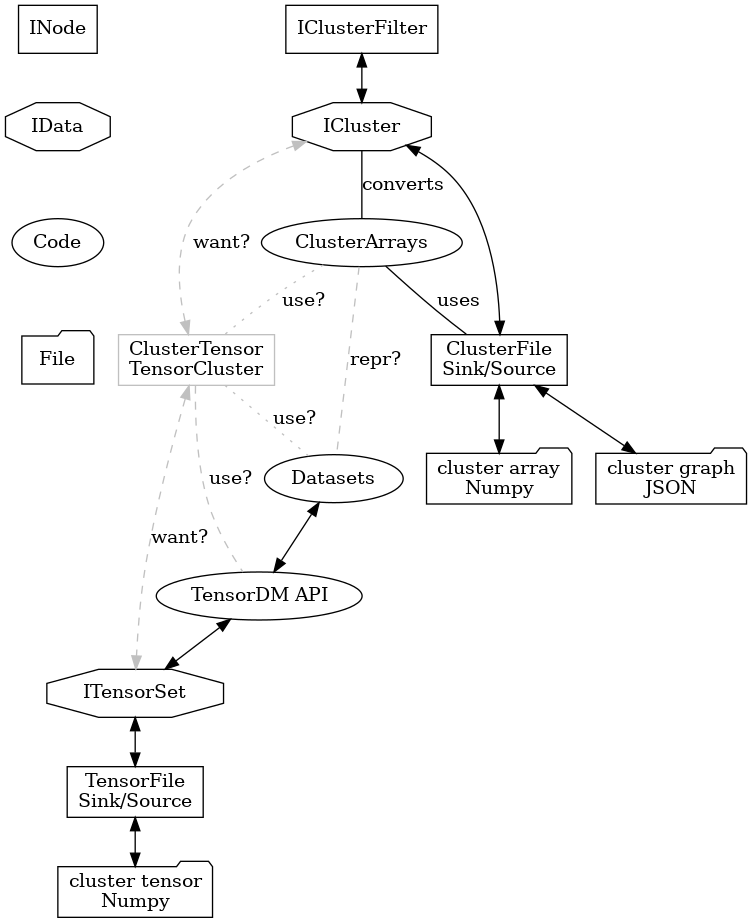 INode
IClusterFilter
IData
ICluster
converts
Code
want?
ClusterArrays
use?
uses
File
ClusterTensor
TensorCluster
repr?
ClusterFile
Sink/Source
use?
use?
Datasets
cluster array
Numpy
cluster graph
JSON
want?
TensorDM API
ITensorSet
TensorFile
Sink/Source
cluster tensor
Numpy